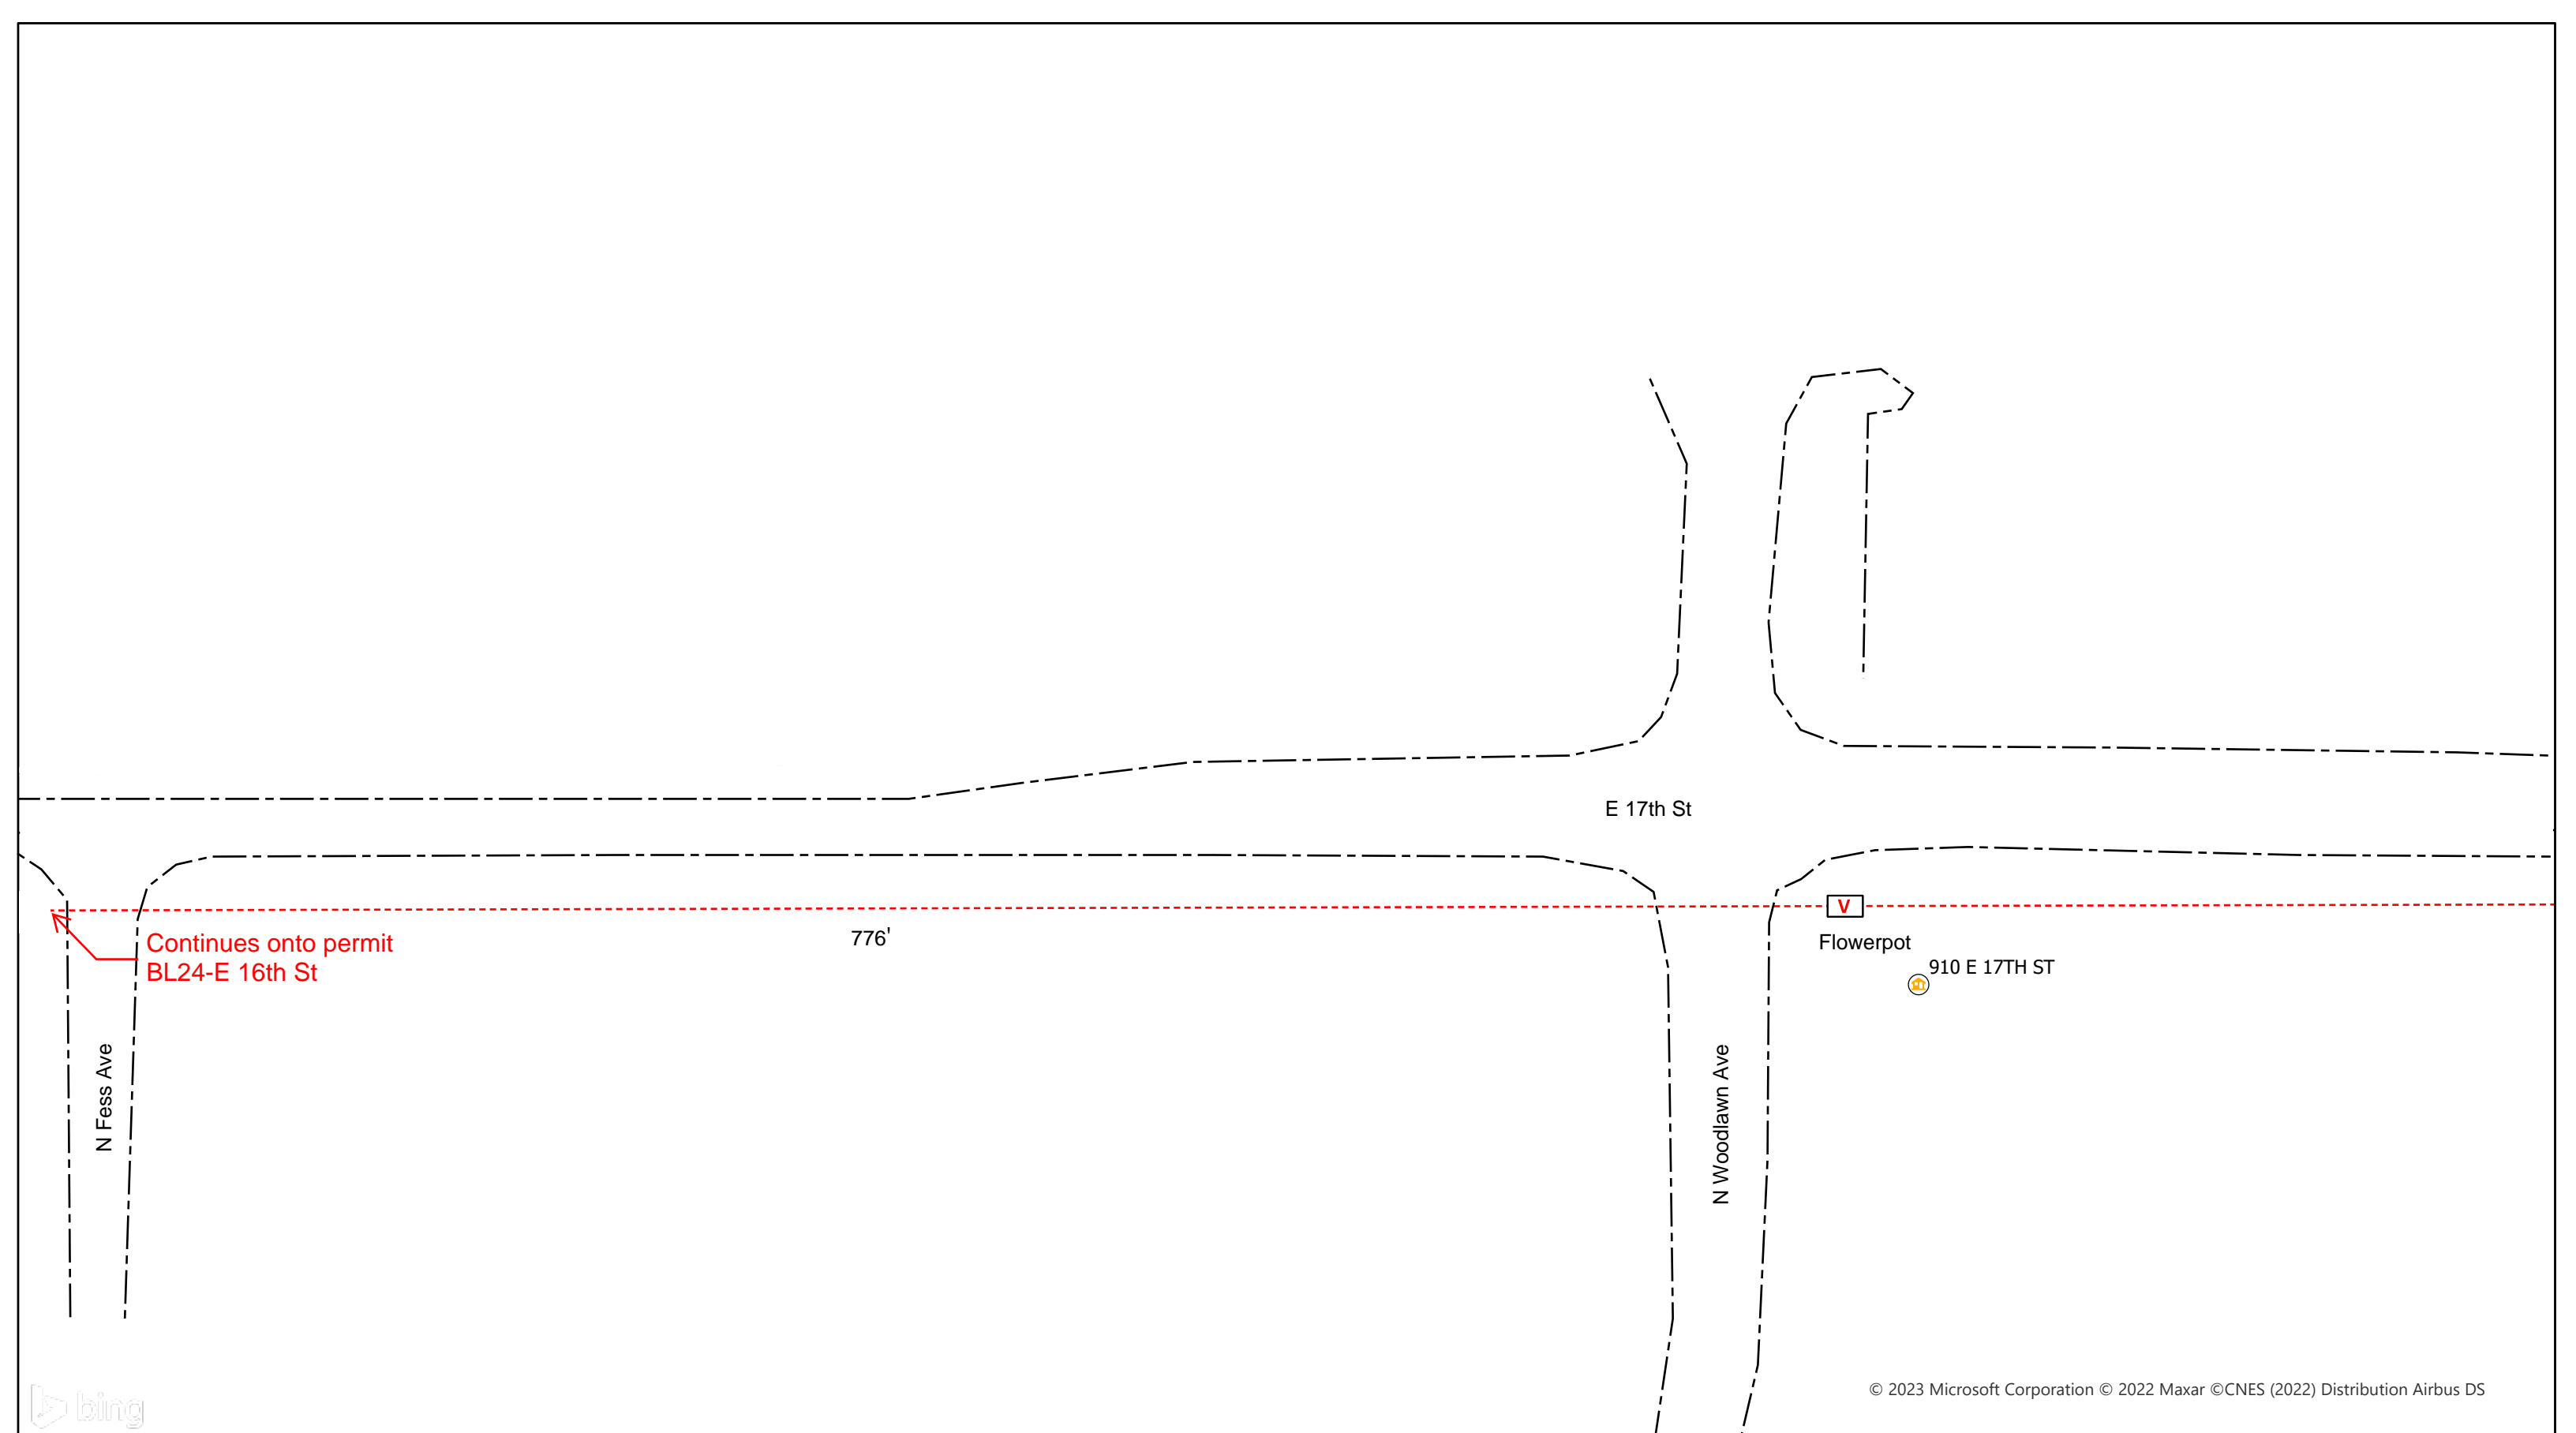 E 17th St
V
776'
Continues onto permit
BL24-E 16th St
Flowerpot
910 E 17TH ST
N Fess Ave
N Woodlawn Ave
© 2023 Microsoft Corporation © 2022 Maxar ©CNES (2022) Distribution Airbus DS
bing